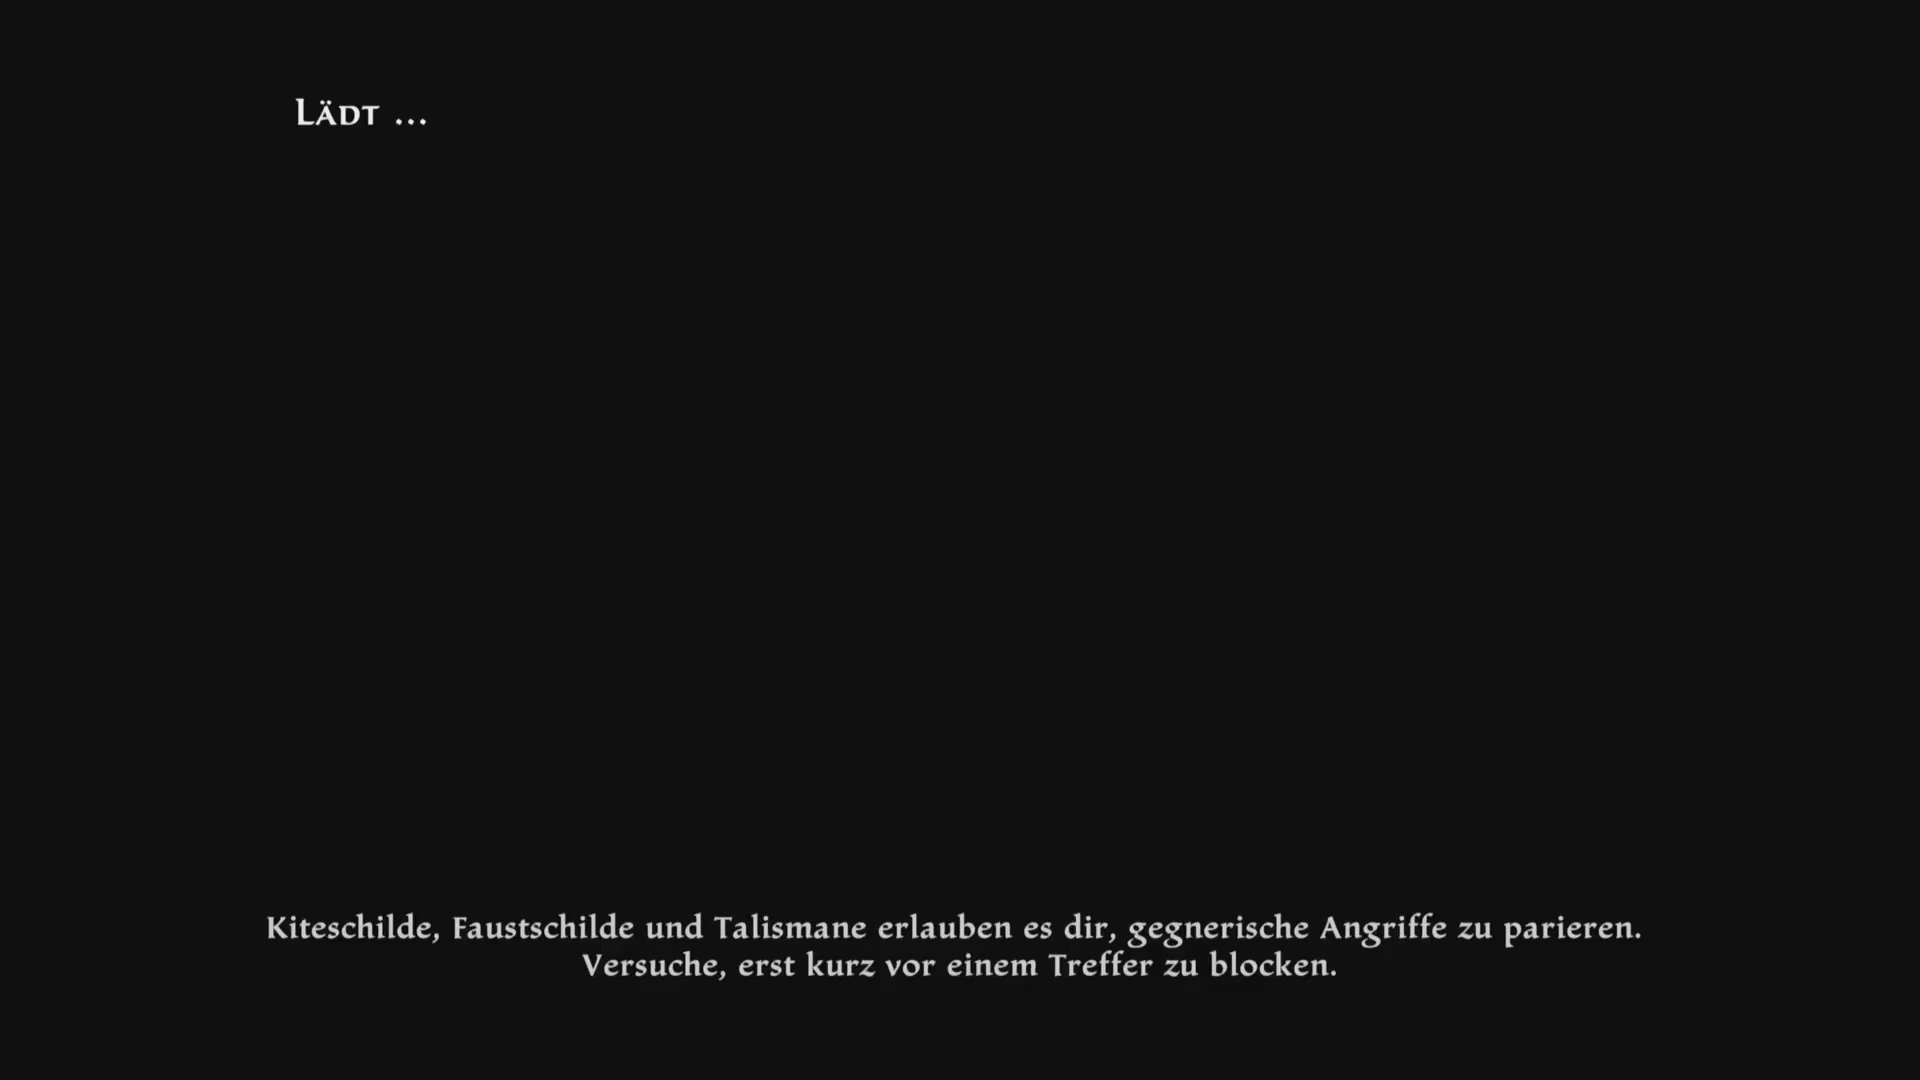 Lädt ...
Kiteschilde, Faustschilde und Talismane erlauben es dir, gegnerische Angriffe zu parieren.
Versuche, erst kurz vor einem Treffer zu blocken.